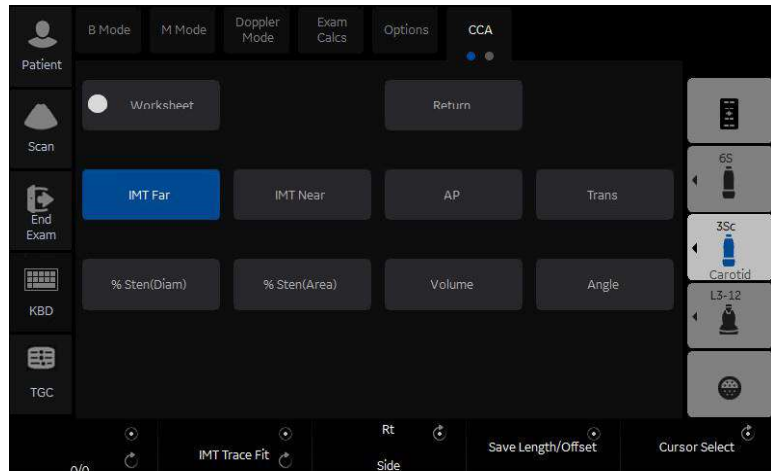 Patient
B Mode
M Mode
Doppler
Mode
Exam
Calcs
Options
CCA
Scan
End
Exam
KBD
TGC
Worksheet
Return
IMT Far
IMT Near
AP
Trans
% Sten(Diam)
% Sten(Area)
Volume
Angle
6S
3Sc
Carotid
L3-12
0/0
IMT Trace Fit
Rt
Side
Save Length/Offset
Cursor Select